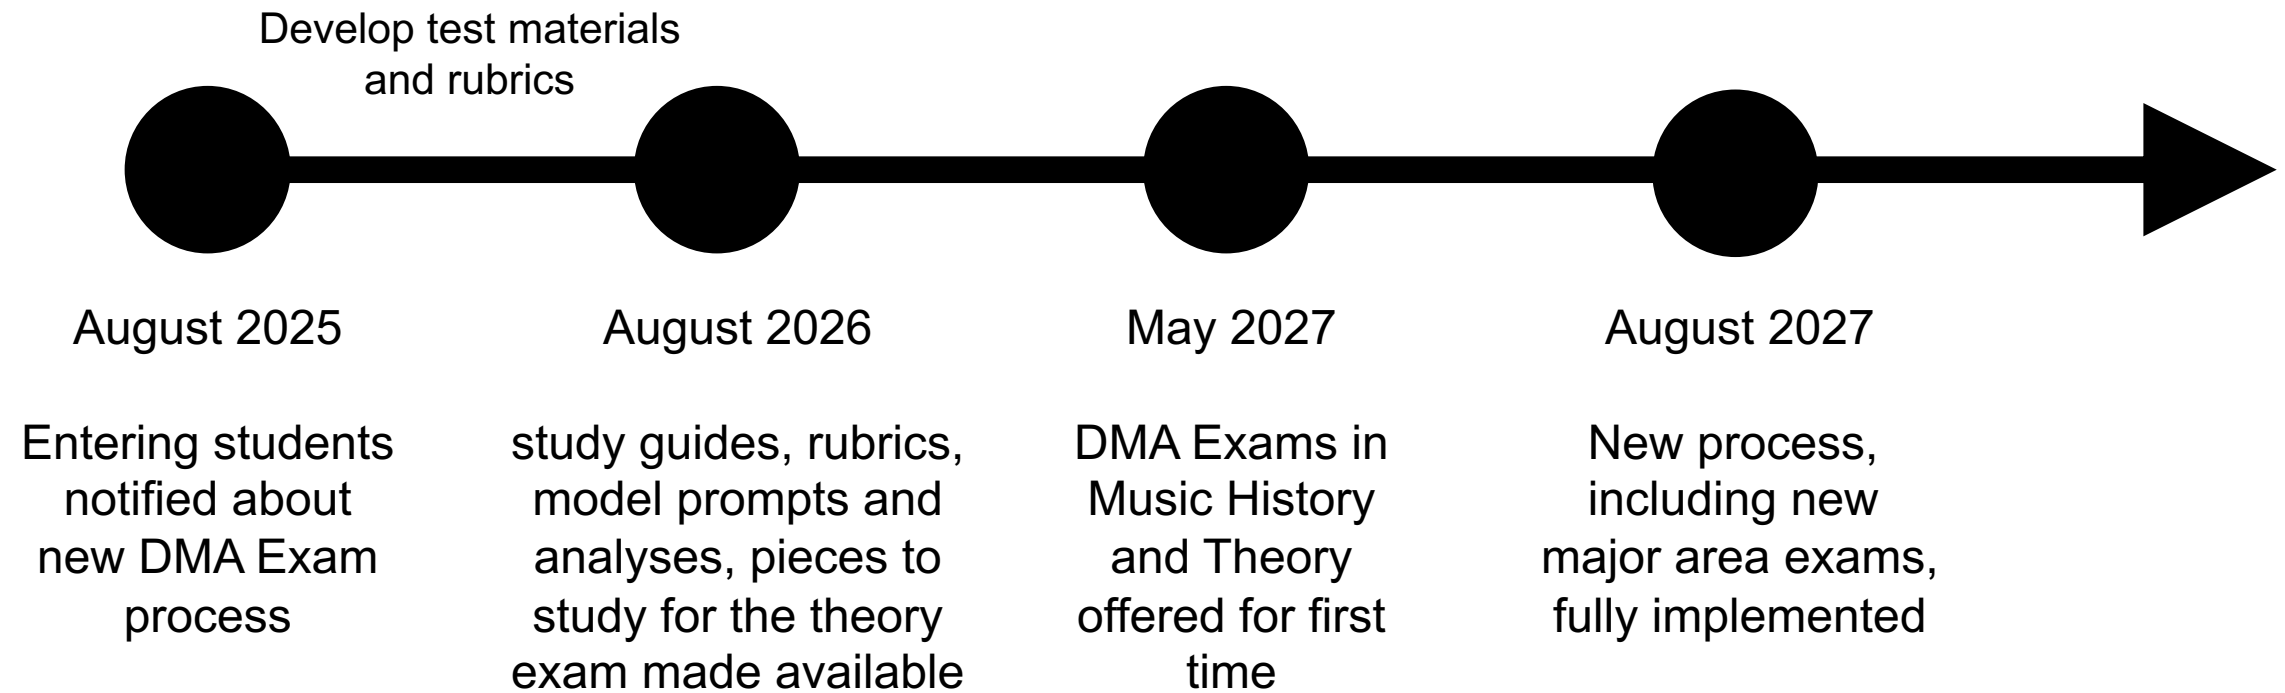 Develop test materials
and rubrics
August 2025
August 2026
May 2027
August 2027
Entering students
notified about
new DMA Exam
process
study guides, rubrics,
model prompts and
analyses, pieces to
study for the theory
exam made available
DMA Exams in
Music History
and Theory
offered for first
time
New process,
including new
major area exams,
fully implemented